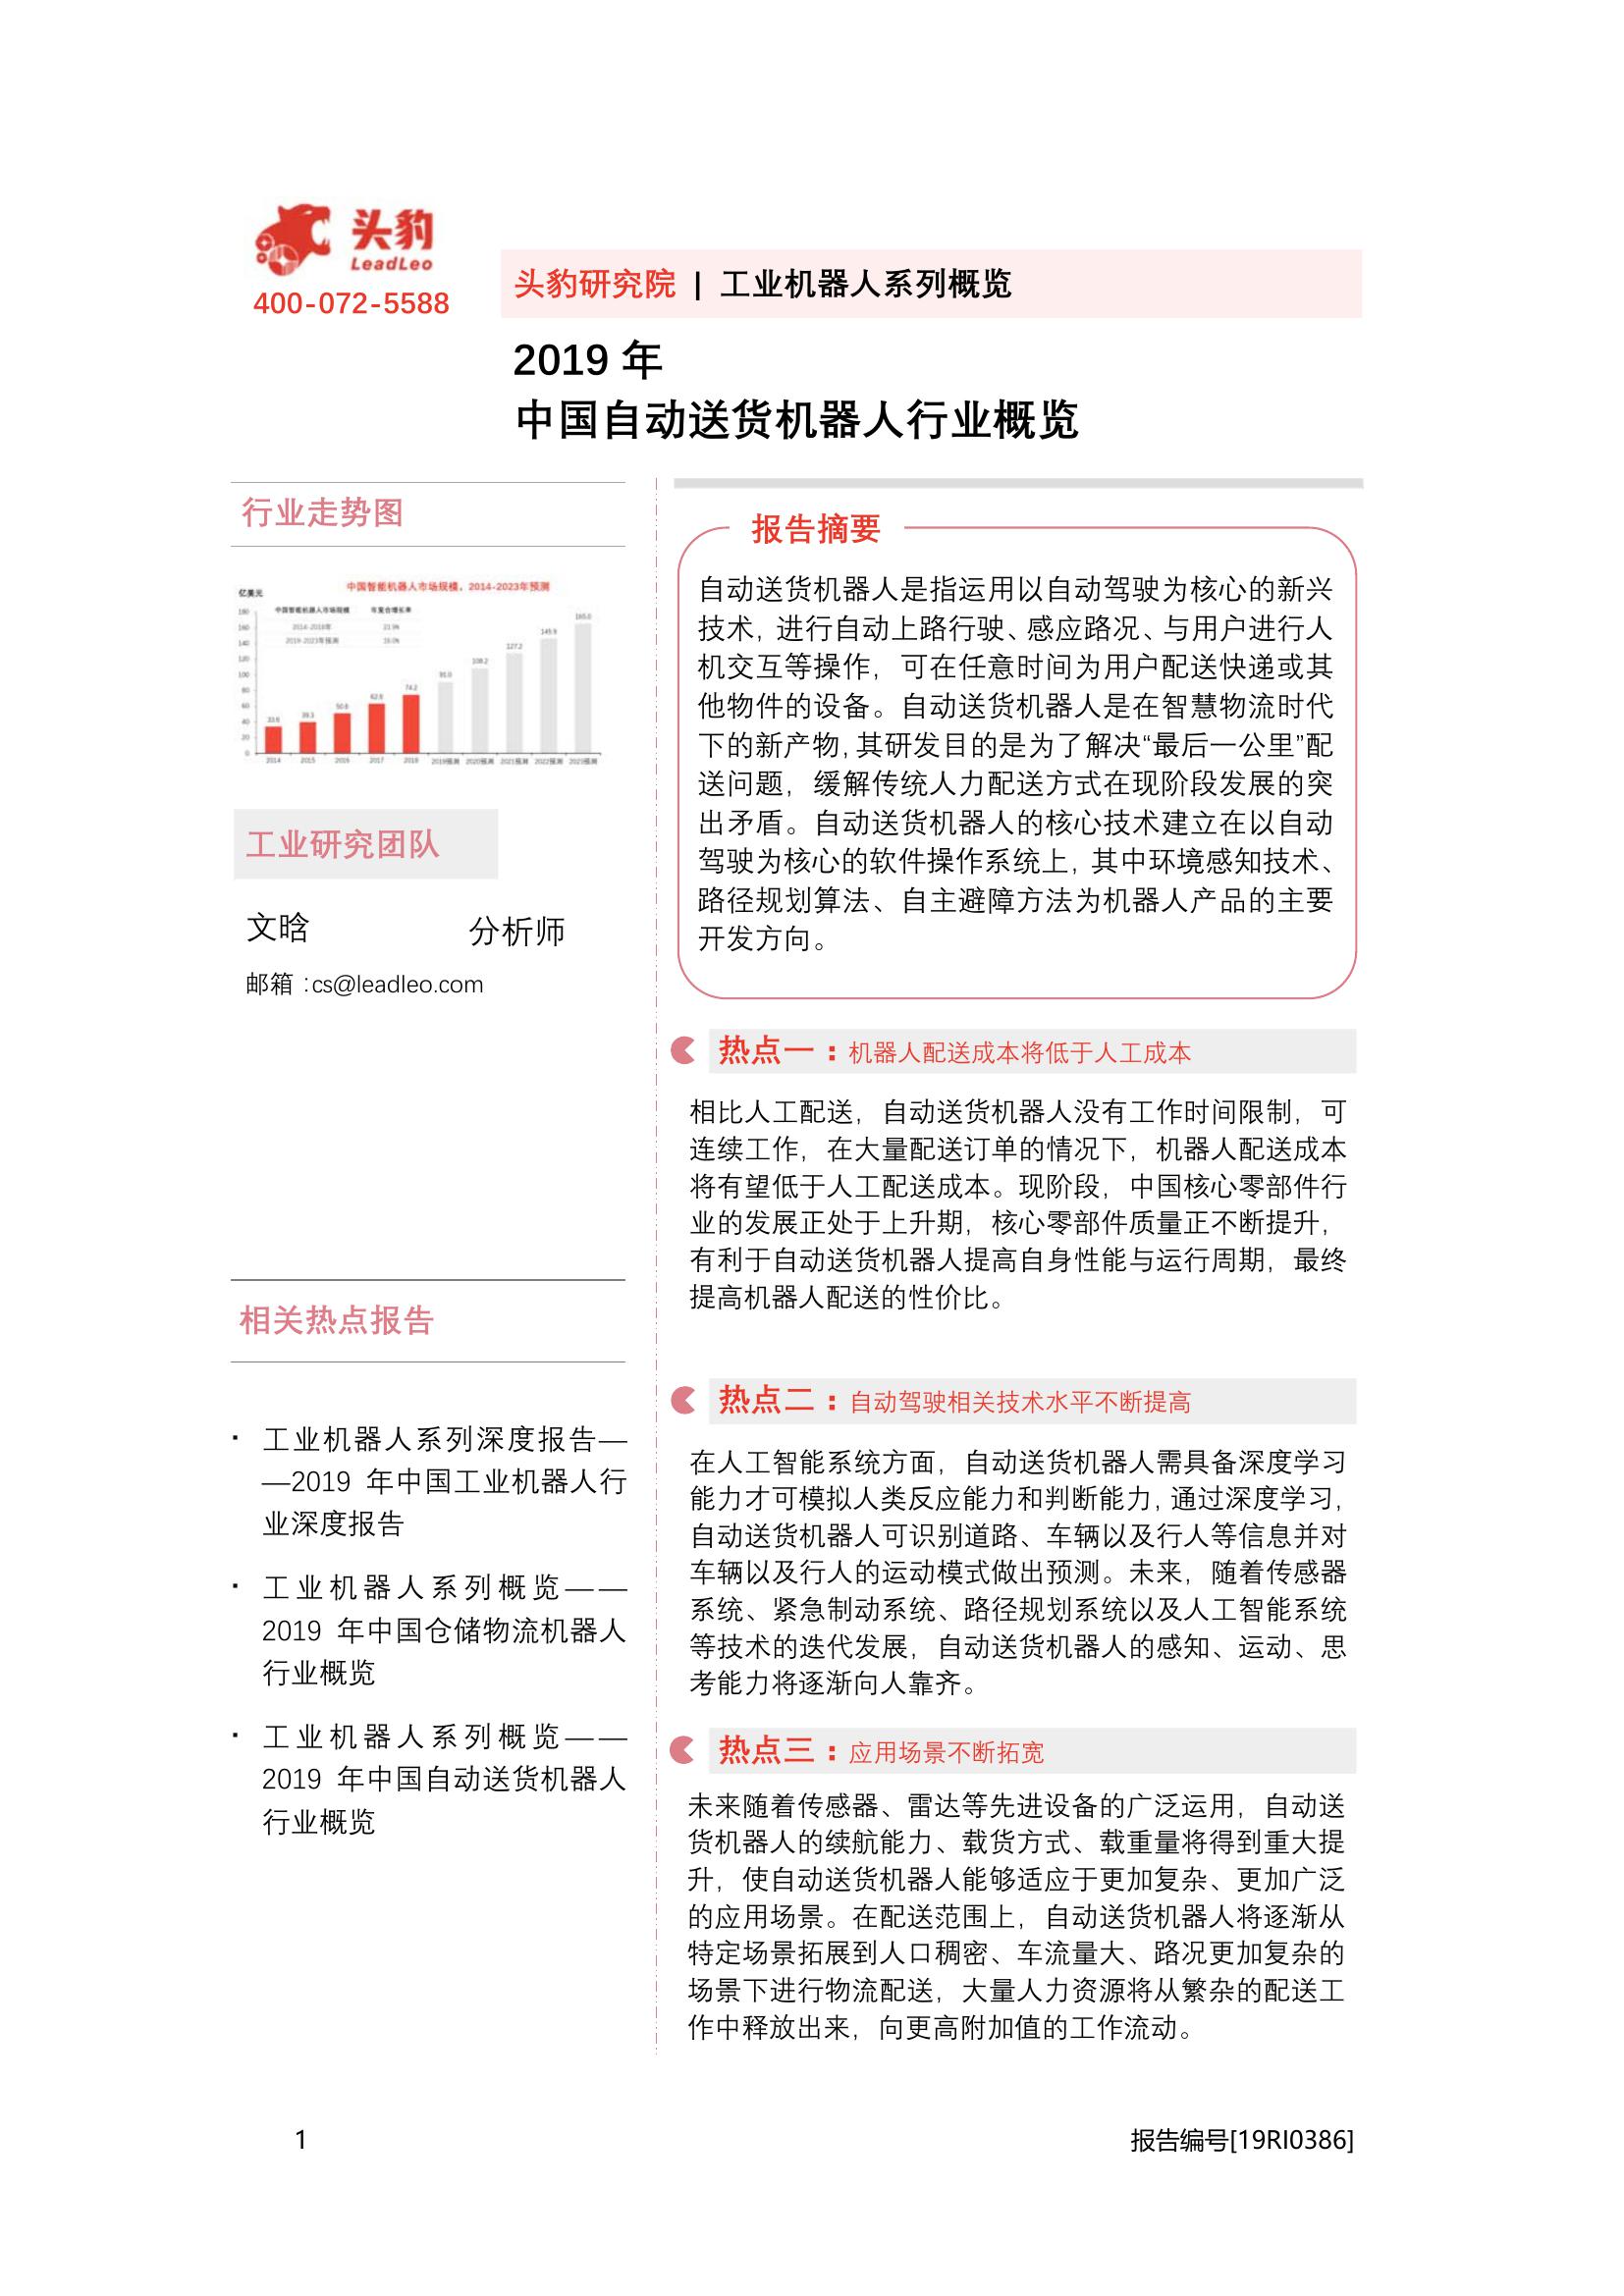 头豹
LeadLeo
400-072-5588
头豹研究院 | 工业机器人系列概览
2019 年
中国自动送货机器人行业概览
行业走势图
中国智能机器人市场规模，2014-2023年预测
亿美元
中国智能机器人市场规模 年复合增长率
2014-2018年
2019-2023年预测
180
160
140
120
100
80
60
40
20
0
50.8
62.9
74.2
108.2
127.2
145.9
165.0
2014 2015 2016 2017 2018 2019预测 2020预测 2021预测 2022预测 2023预测
工业研究团队
文晗 分析师
邮箱：cs@leadleo.com
相关热点报告
· 工业机器人系列深度报告—
—2019 年中国工业机器人行
业深度报告
· 工业机器人系列概览——
2019 年中国仓储物流机器人
行业概览
· 工业机器人系列概览——
2019 年中国自动送货机器人
行业概览
报告摘要
自动送货机器人是指运用以自动驾驶为核心的新兴
技术，进行自动上路行驶、感应路况、与用户进行人
机交互等操作，可在任意时间为用户配送快递或其
他物件的设备。自动送货机器人是在智慧物流时代
下的新产物，其研发目的是为了解决“最后一公里”配
送问题，缓解传统人力配送方式在现阶段发展的突
出矛盾。自动送货机器人的核心技术建立在以自动
驾驶为核心的软件操作系统上，其中环境感知技术、
路径规划算法、自主避障方法为机器人产品的主要
开发方向。
热点一：机器人配送成本将低于人工成本
相比人工配送，自动送货机器人没有工作时间限制，可
连续工作，在大量配送订单的情况下，机器人配送成本
将有望低于人工配送成本。现阶段，中国核心零部件行
业的发展正处于上升期，核心零部件质量正不断提升，
有利于自动送货机器人提高自身性能与运行周期，最终
提高机器人配送的性价比。
热点二：自动驾驶相关技术水平不断提高
在人工智能系统方面，自动送货机器人需具备深度学习
能力才可模拟人类反应能力和判断能力，通过深度学习，
自动送货机器人可识别道路、车辆以及行人等信息并对
车辆以及行人的运动模式做出预测。未来，随着传感器
系统、紧急制动系统、路径规划系统以及人工智能系统
等技术的迭代发展，自动送货机器人的感知、运动、思
考能力将逐渐向人靠齐。
热点三：应用场景不断拓宽
未来随着传感器、雷达等先进设备的广泛运用，自动送
货机器人的续航能力、载货方式、载重量将得到重大提
升，使自动送货机器人能够适应于更加复杂、更加广泛
的应用场景。在配送范围上，自动送货机器人将逐渐从
特定场景拓展到人口稠密、车流量大、路况更加复杂的
场景下进行物流配送，大量人力资源将从繁杂的配送工
作中释放出来，向更高附加值的工作流动。
1
报告编号[19RI0386]